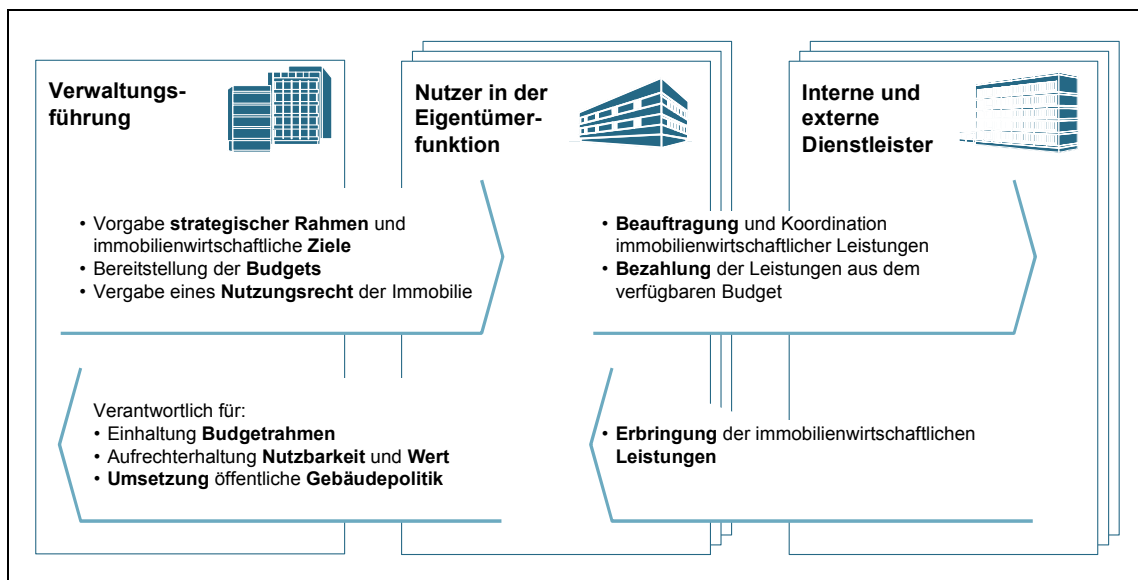 Verwaltungs-
führung
Nutzer in der
Eigentümer-
funktion
Interne und
externe
Dienstleister
• Vorgabe strategischer Rahmen und
immobilienwirtschaftliche Ziele
• Bereitstellung der Budgets
• Vergabe eines Nutzungsrecht der Immobilie
• Beauftragung und Koordination
immobilienwirtschaftlicher Leistungen
• Bezahlung der Leistungen aus dem
verfügbaren Budget
Verantwortlich für:
• Einhaltung Budgetrahmen
• Aufrechterhaltung Nutzbarkeit und Wert
• Umsetzung öffentliche Gebäudepolitik
• Erbringung der immobilienwirtschaftlichen
Leistungen